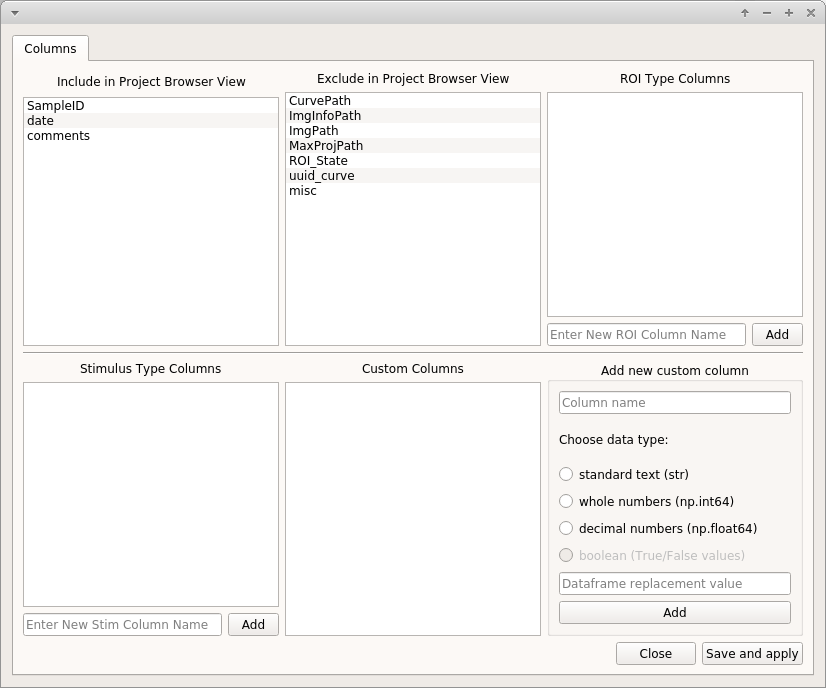 Columns
Include in Project Browser View
SampleID
date
comments
Exclude in Project Browser View
CurvePath
ImgInfoPath
ImgPath
MaxProjPath
ROI_State
uuid_curve
misc
ROI Type Columns
Enter New ROI Column Name
Add
Stimulus Type Columns
Enter New Stim Column Name
Add
Custom Columns
Add new custom column
Column name
Choose data type:
standard text (str)
whole numbers (np.int64)
decimal numbers (np.float64)
boolean (True/False values)
Dataframe replacement value
Add
Close
Save and apply